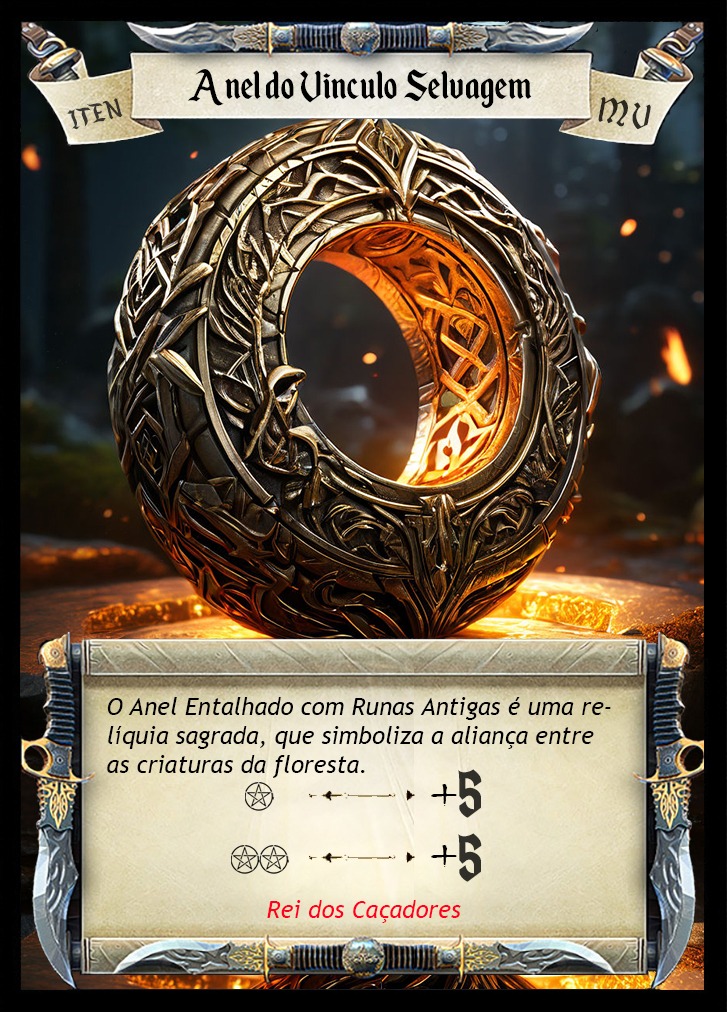 Anel do Vinculo Selvagem
ITEN
MU
O Anel Entalhado com Runas Antigas é uma re-
líquia sagrada, que simboliza a aliança entre
as criaturas da floresta.
+5
+5
Rei dos Caçadores